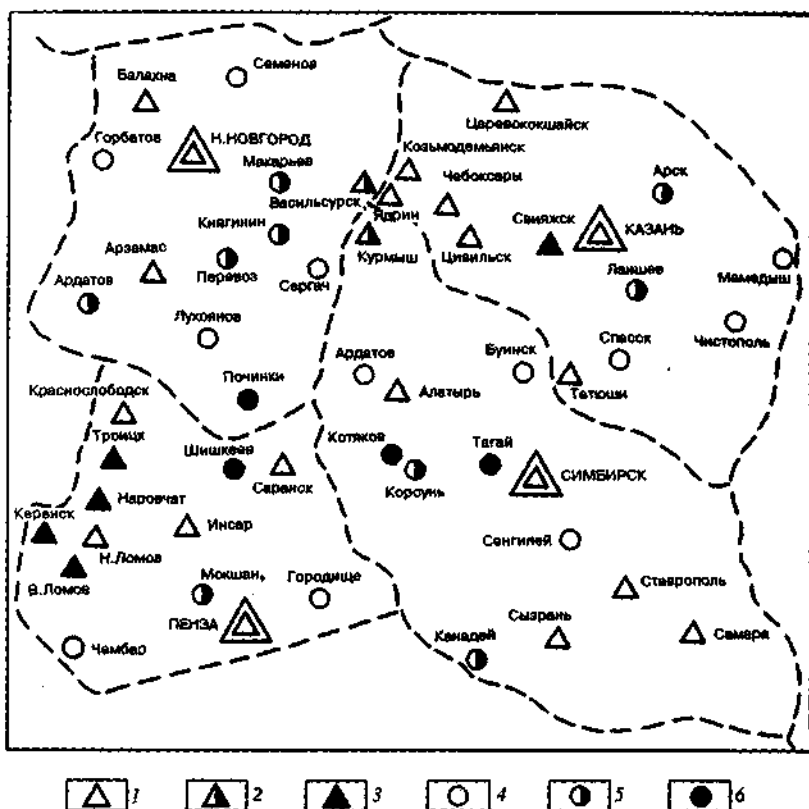 Семенов
Балахна
Царевококшайск
Горбатов
Н.НОВГОРОД
Козьмодемьянск
Макарьев
Арск
Чебоксары
Васильсурск
Ядрин
Свияжск
КАЗАНЬ
Княгинин
Арзамас
Перевоз
Курмыш
Цивильск
Лаишев
Мамадыш
Сергач
Ардатов
Лукоянов
Спасск
Чистополь
Ардатов
Буинск
Починки
Алатырь
Тетюши
Краснослободск
Троицк
Шишкеев
Котяков
Тагай
СИМБИРСК
Саранск
Корсунь
Наровчат
Керенск
Инсар
Н.Ломов
Сенгилей
В.Ломов
Мокшан
Городище
Ставрополь
ПЕНЗА
Сызрань
Самара
Канадей
Чембар
1 2 3 4 5 6